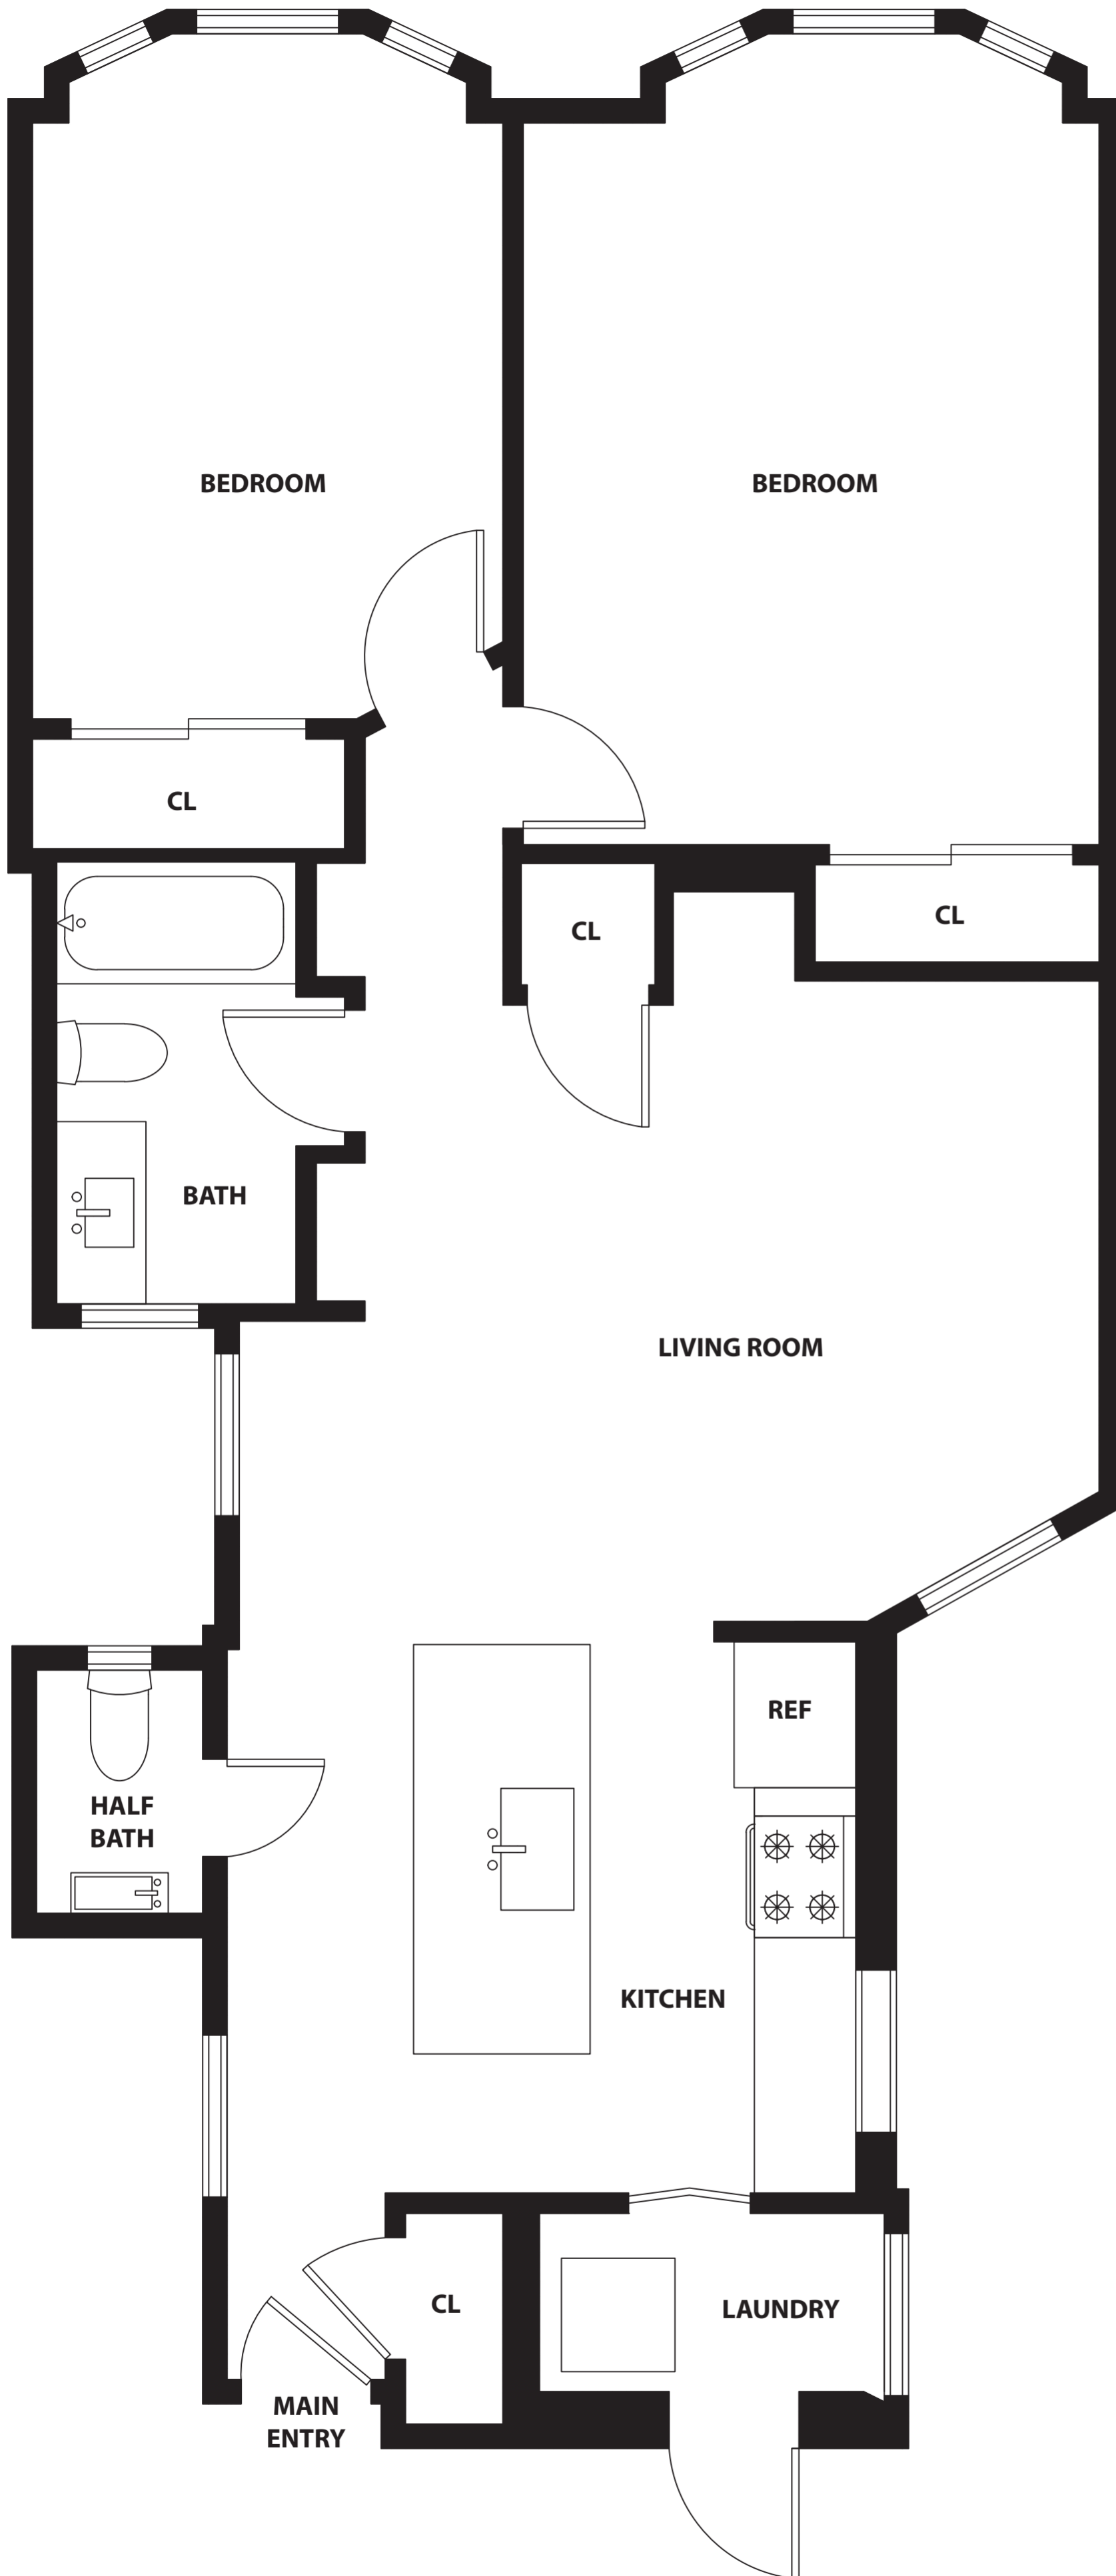 BEDROOM
BEDROOM
CL
CL
CL
BATH
LIVING ROOM
REF
HALF
BATH
KITCHEN
CL
LAUNDRY
MAIN
ENTRY